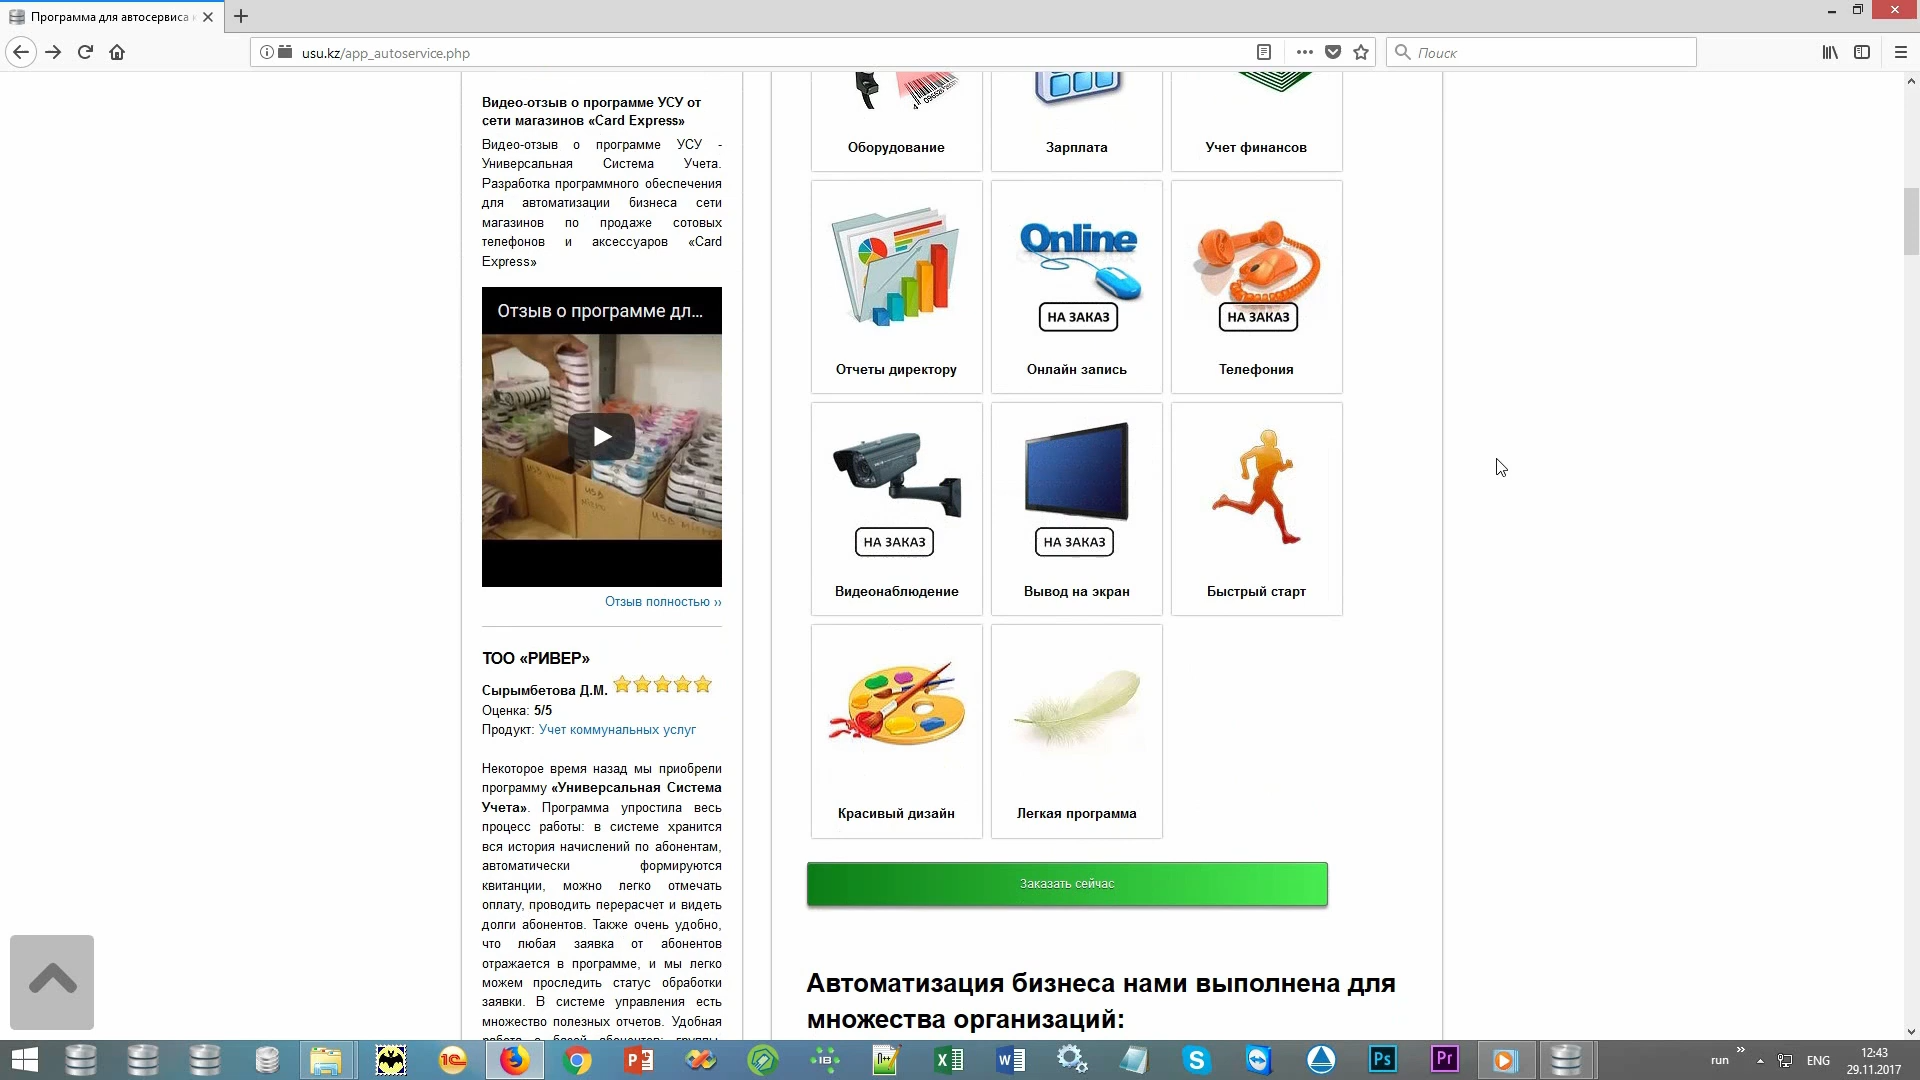 Программа для автосервиса
usu.kz/app_autoservice.php
Поиск
Видео-отзыв о программе УСУ от
сети магазинов «Card Express»
Видео-отзыв о программе УСУ -
Универсальная Система Учета.
Разработка программного обеспечения
для автоматизации бизнеса сети
магазинов по продаже сотовых
телефонов и аксессуаров «Card
Express»
Отзыв о программе дл...
Отзыв полностью ››
ТОО «РИВЕР»
Сырымбетова Д.М.
Оценка: 5/5
Продукт: Учет коммунальных услуг
Некоторое время назад мы приобрели
программу «Универсальная Система
Учета». Программа упростила весь
процесс работы: в системе хранится
вся история начислений по абонентам,
автоматически формируются
квитанции, можно легко отмечать
оплату, проводить перерасчет и видеть
долги абонентов. Также очень удобно,
что любая заявка от абонентов
отражается в программе, и мы легко
можем проследить статус обработки
заявки. В системе управления есть
множество полезных отчетов. Удобная
Оборудование
Зарплата
Учет финансов
Online
НА ЗАКАЗ
НА ЗАКАЗ
Отчеты директору
Онлайн запись
Телефония
НА ЗАКАЗ
НА ЗАКАЗ
Видеонаблюдение
Вывод на экран
Быстрый старт
Красивый дизайн
Легкая программа
Заказать сейчас
Автоматизация бизнеса нами выполнена для
множества организаций:
run
ENG
12:43
29.11.2017